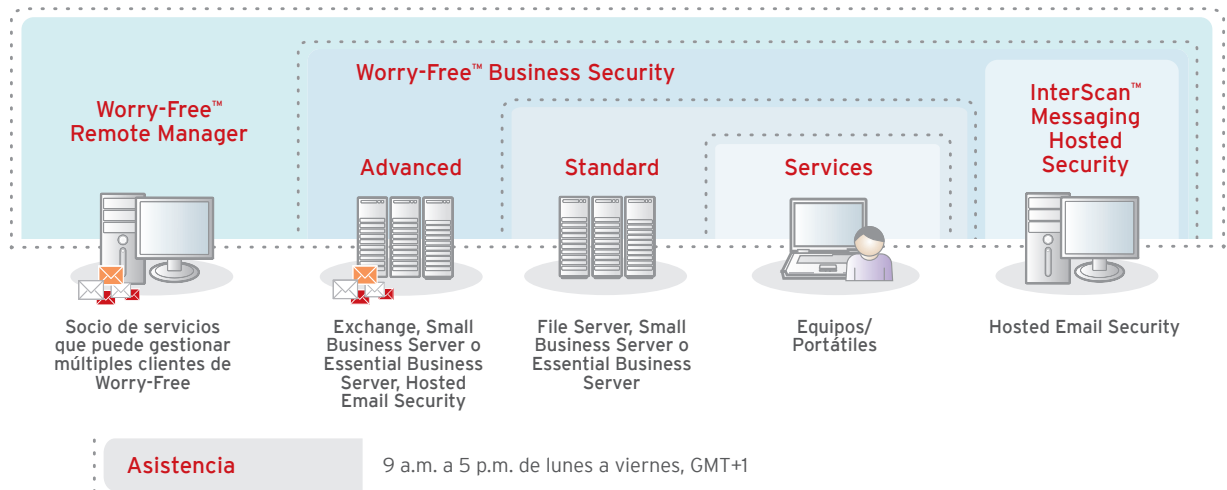 Worry-Free™ Business Security
Worry-Free™
Remote Manager
Advanced
Standard
Services
InterScan™
Messaging
Hosted
Security
Socio de servicios
que puede gestionar
múltiples clientes de
Worry-Free
Exchange, Small
Business Server o
Essential Business
Server, Hosted
Email Security
File Server, Small
Business Server o
Essential Business
Server
Equipos/
Portátiles
Hosted Email Security
Asistencia
9 a.m. a 5 p.m. de lunes a viernes, GMT+1